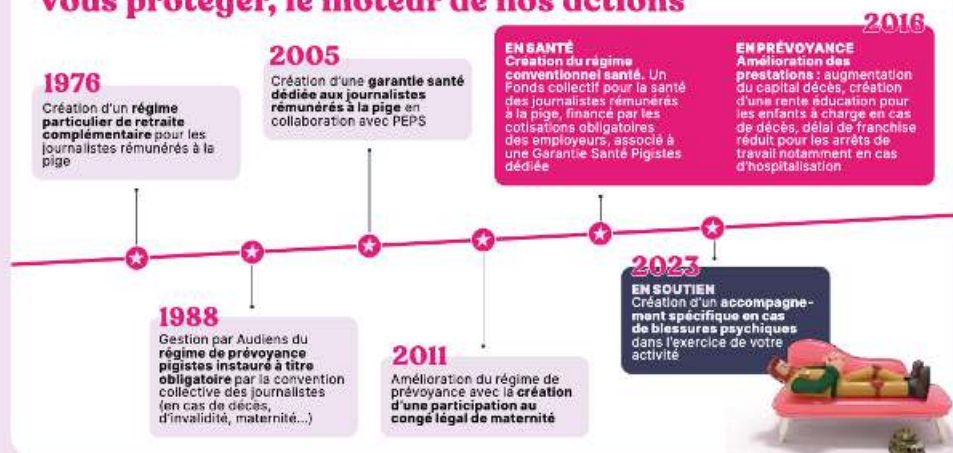 Vous protéger, le moteur de nos actions
1976
Création d'un régime
particulier de retraite
complémentaire pour les
journalistes rémunérés à la
pige
2005
Création d'une garantie santé
dédiée aux journalistes
rémunérés à la pige en
collaboration avec PEPS
2016
EN SANTÉ
Création du régime
conventionnel santé. Un
Fonds collectif pour la santé
des journalistes rémunérés
à la pige, financé par les
cotisations obligatoires
des employeurs, associé à
une Garantie Santé Pigistes
dédiée
EN PRÉVOYANCE
Amélioration des
prestations : augmentation
du capital décès, création
d'une rente éducation pour
les enfants à charge en cas
de décès, délai de franchise
réduit pour les arrêts de
travail notamment en cas
d'hospitalisation
1988
Gestion par Audiens du
régime de prévoyance
pigistes instauré à titre
obligatoire par la convention
collective des journalistes
(en cas de décès,
d'invalidité, maternité...)
2011
Amélioration du régime de
prévoyance avec la création
d'une participation au
congé légal de maternité
2023
EN SOUTIEN
Création d'un accompagne-
ment spécifique en cas
de blessures psychiques
dans l'exercice de votre
activité